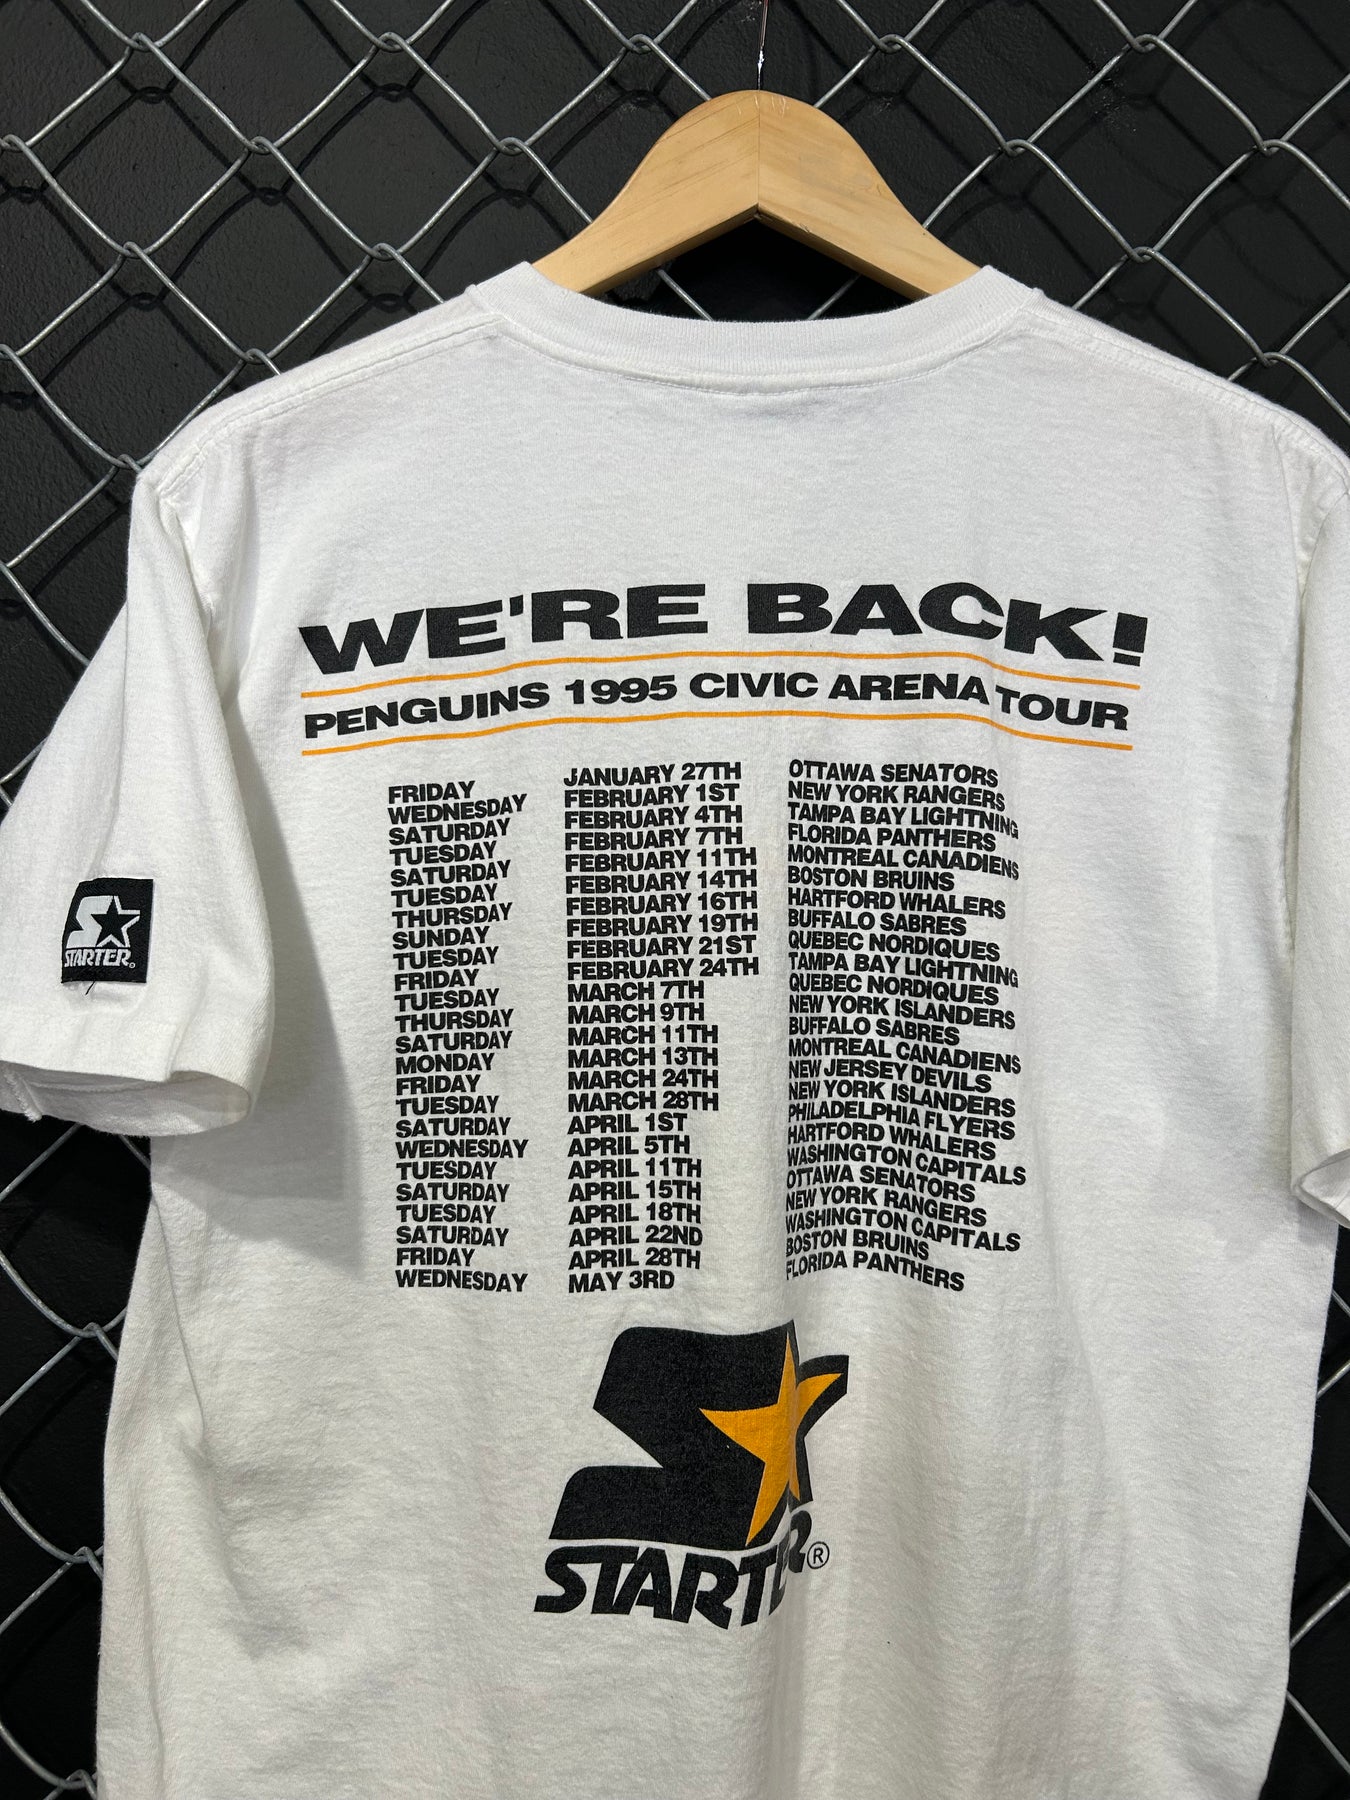 WE'RE BACK!
PENGUINS 1995 CIVIC ARENA TOUR
FRIDAY JANUARY 27TH OTTAWA SENATORS
WEDNESDAY FEBRUARY 1ST NEW YORK RANGERS
SATURDAY FEBRUARY 4TH TAMPA BAY LIGHTNING
TUESDAY FEBRUARY 7TH FLORIDA PANTHERS
SATURDAY FEBRUARY 11TH MONTREAL CANADIENS
TUESDAY FEBRUARY 14TH BOSTON BRUINS
THURSDAY FEBRUARY 16TH HARTFORD WHALERS
SUNDAY FEBRUARY 19TH BUFFALO SABRES
TUESDAY FEBRUARY 21ST QUEBEC NORDIQUES
FRIDAY FEBRUARY 24TH TAMPA BAY LIGHTNING
TUESDAY MARCH 7TH QUEBEC NORDIQUES
THURSDAY MARCH 9TH NEW YORK ISLANDERS
SATURDAY MARCH 11TH BUFFALO SABRES
MONDAY MARCH 13TH MONTREAL CANADIENS
FRIDAY MARCH 24TH NEW JERSEY DEVILS
TUESDAY MARCH 28TH NEW YORK ISLANDERS
SATURDAY APRIL 1ST PHILADELPHIA FLYERS
WEDNESDAY APRIL 5TH HARTFORD WHALERS
TUESDAY APRIL 11TH WASHINGTON CAPITALS
SATURDAY APRIL 15TH OTTAWA SENATORS
TUESDAY APRIL 18TH NEW YORK RANGERS
SATURDAY APRIL 22ND WASHINGTON CAPITALS
FRIDAY APRIL 28TH BOSTON BRUINS
WEDNESDAY MAY 3RD FLORIDA PANTHERS
STARTER
STARTER®